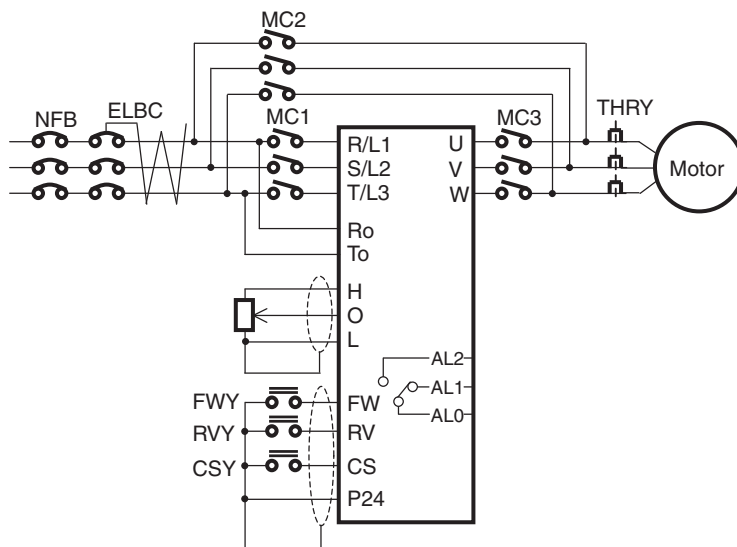 MC2
NFB
ELBC
MC1
MC3
THRY
R/L1
U
S/L2
V
Motor
T/L3
W
Ro
To
H
O
L
AL2
AL1
AL0
FWY
FW
RVY
RV
CSY
CS
P24